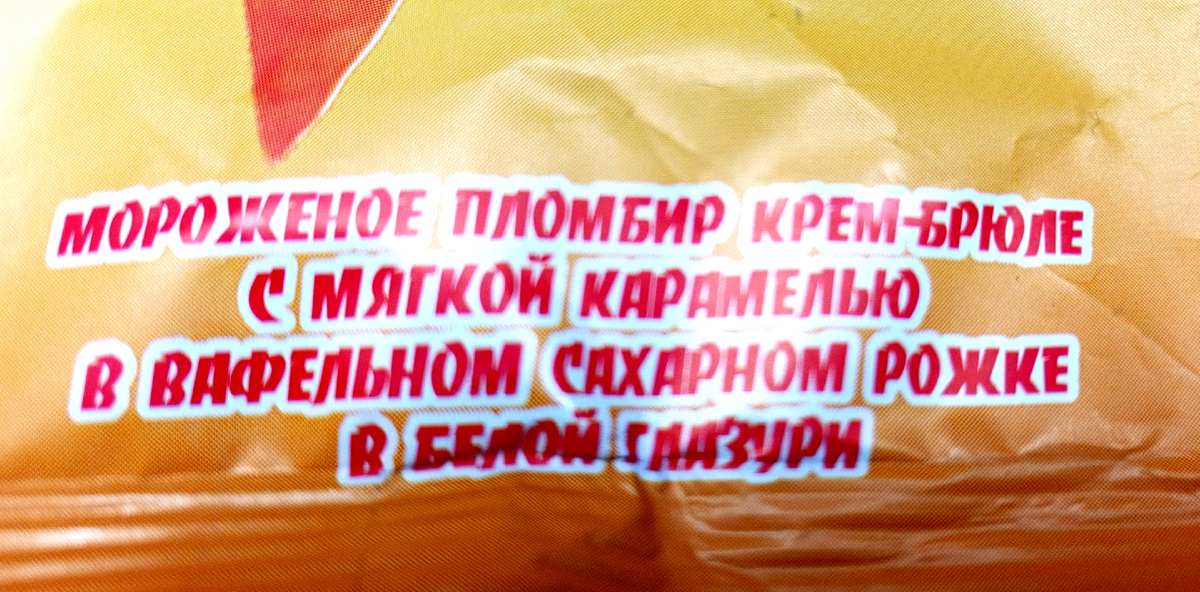 МОРОЖЕНОЕ ПЛОМБИР КРЕМ-БРЮЛЕ
С МЯГКОЙ КАРАМЕЛЬЮ
В ВАФЕЛЬНОМ САХАРНОМ РОЖКЕ
В БЕЛОЙ ГЛАЗУРИ